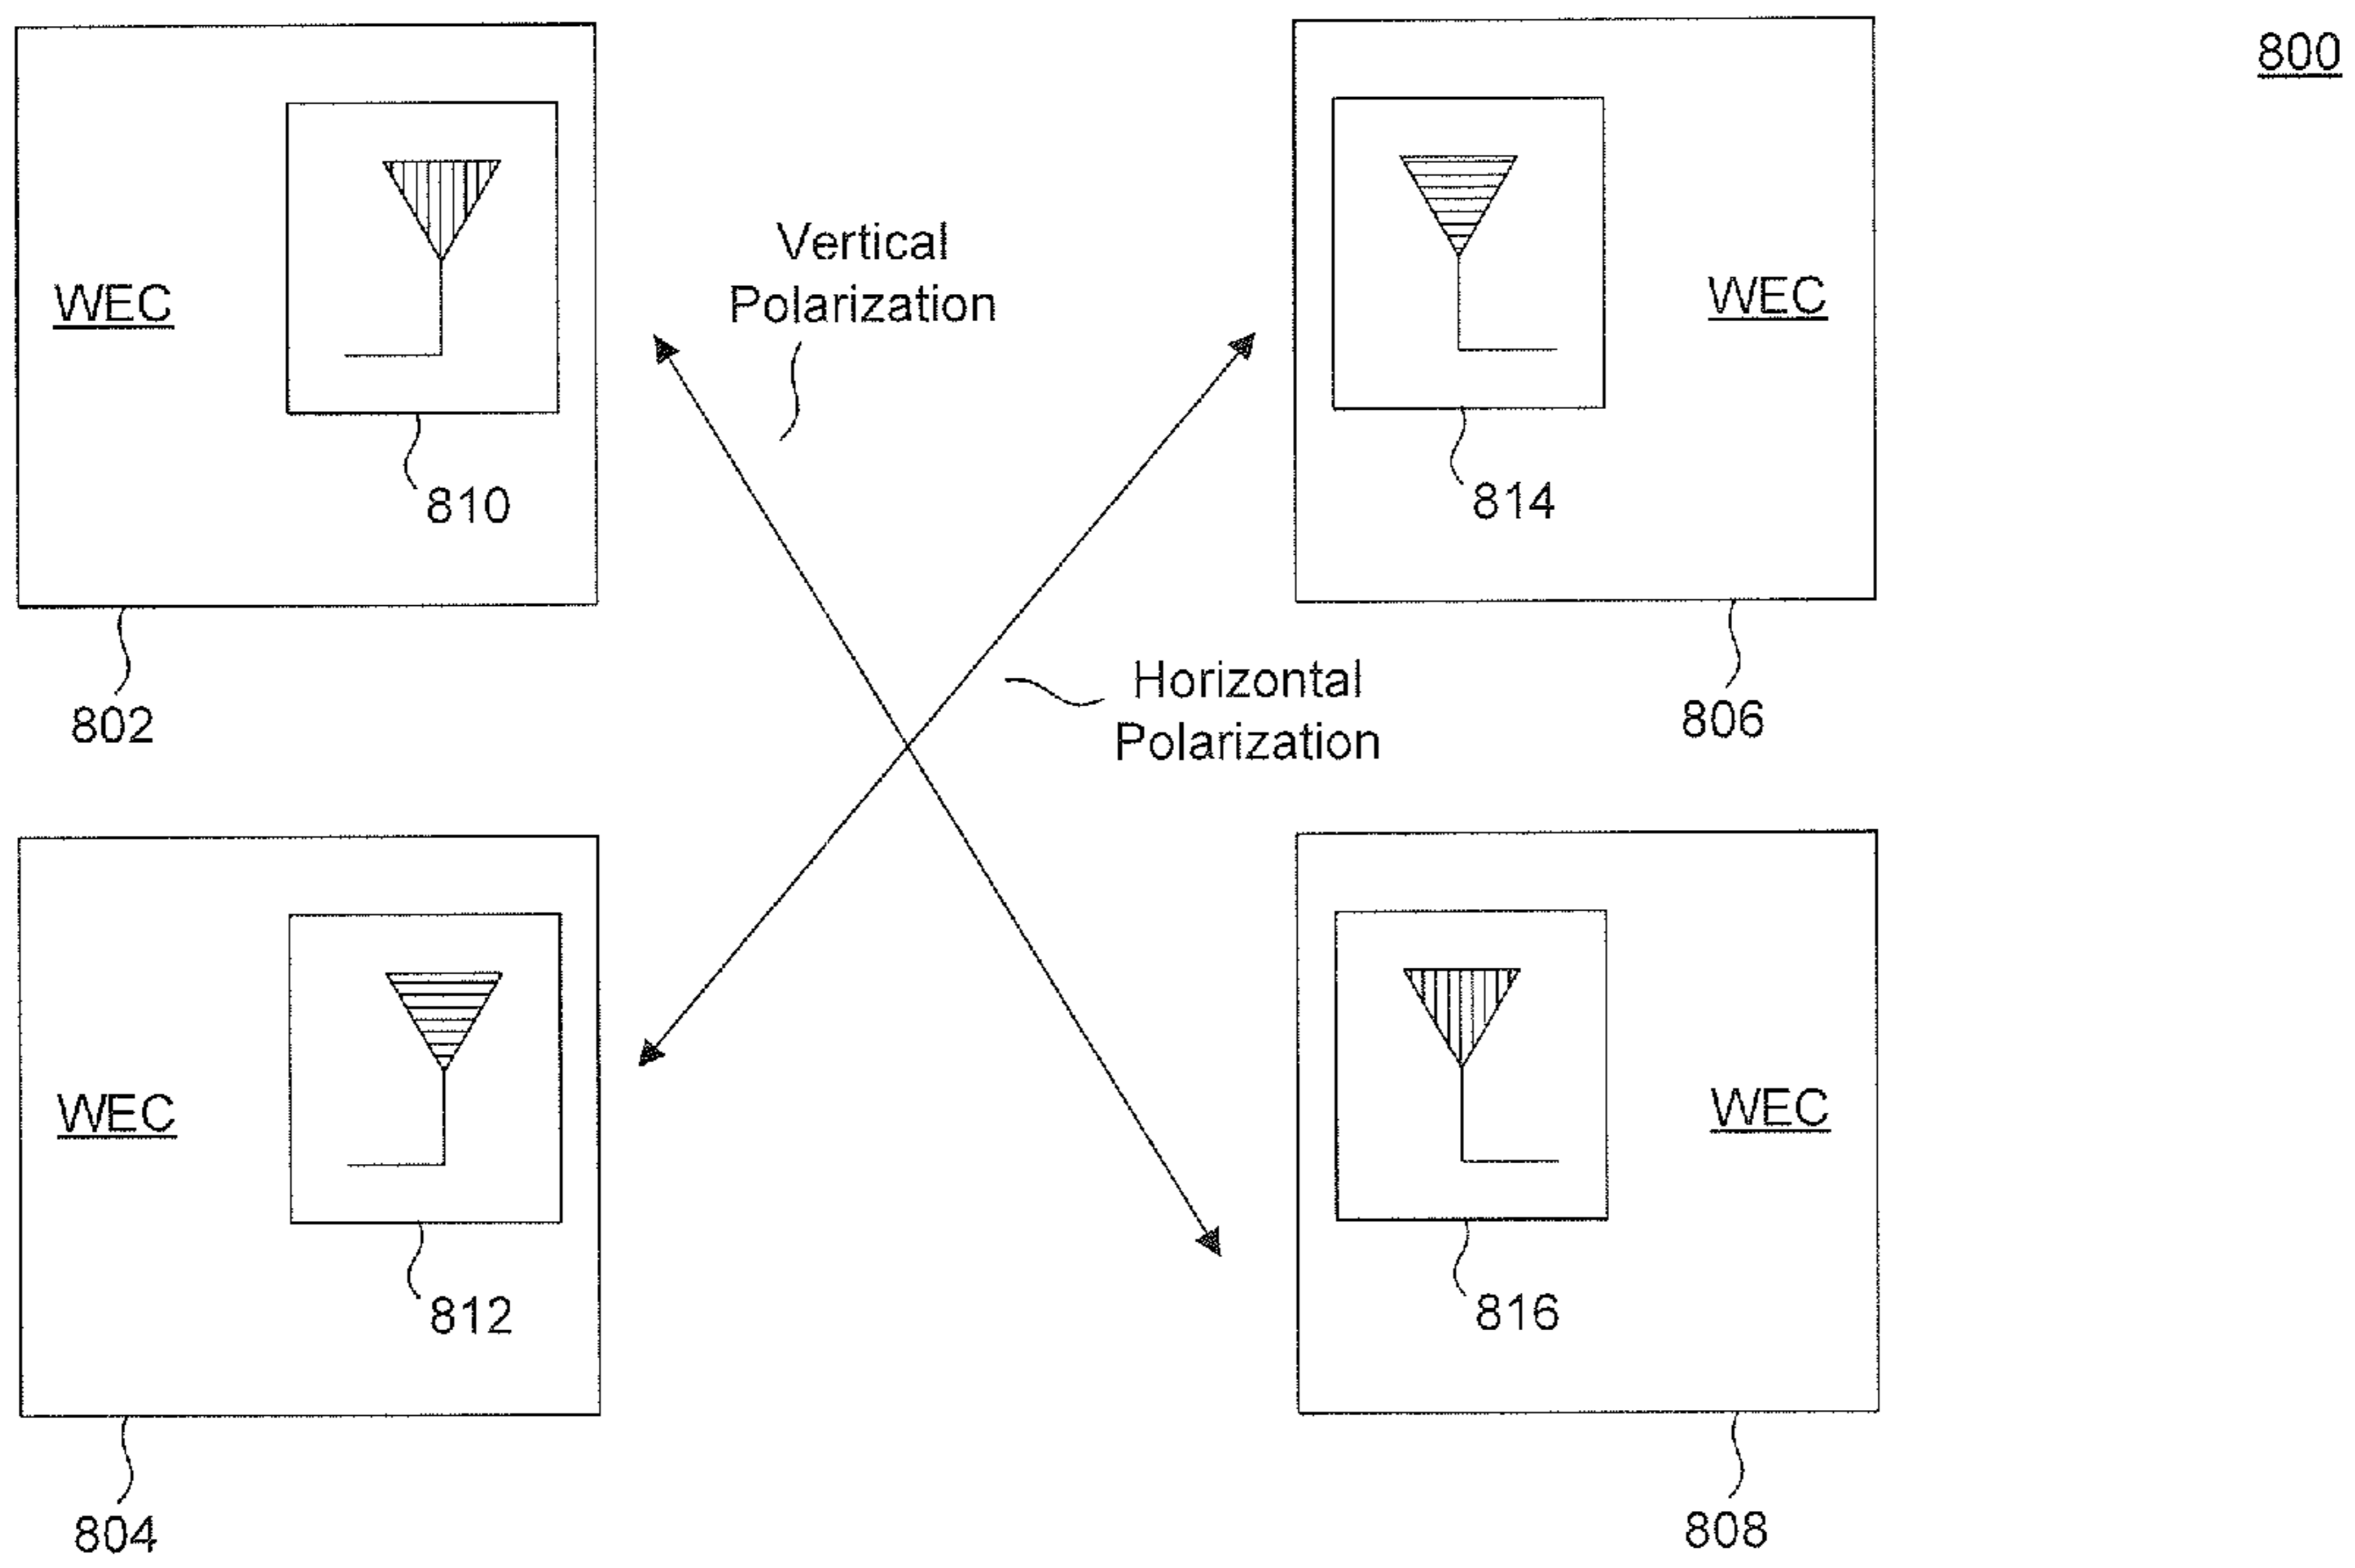 800
WEC
810
802
Vertical
Polarization
WEC
814
806
Horizontal
Polarization
WEC
812
804
WEC
816
808